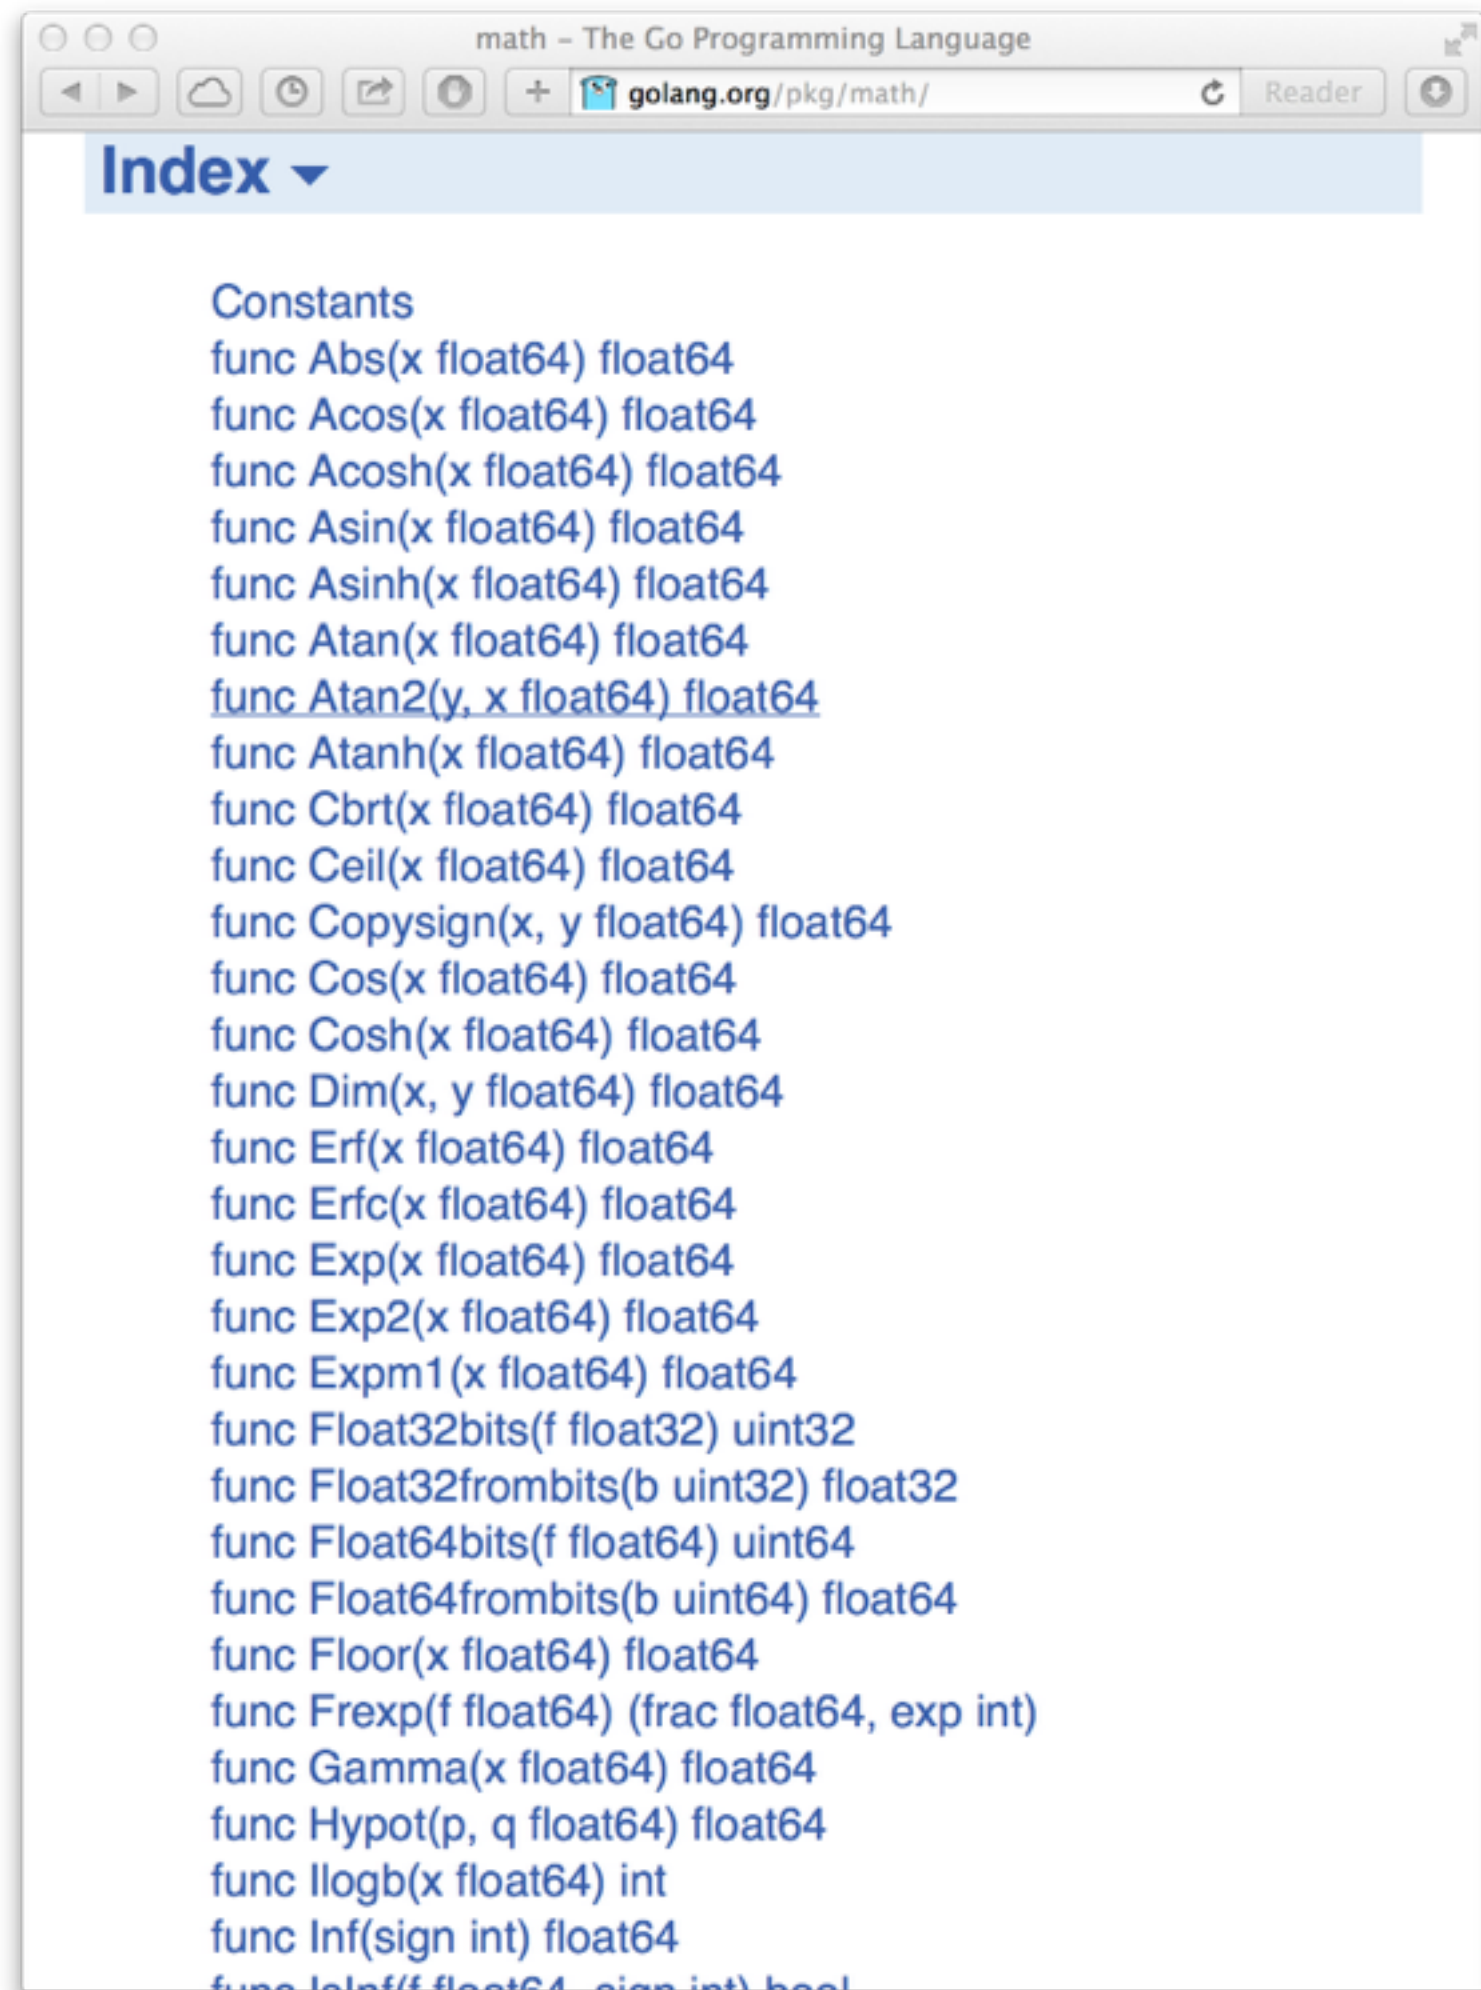 math – The Go Programming Language
golang.org/pkg/math/
Reader
Index
Constants
func Abs(x float64) float64
func Acos(x float64) float64
func Acosh(x float64) float64
func Asin(x float64) float64
func Asinh(x float64) float64
func Atan(x float64) float64
func Atan2(y, x float64) float64
func Atanh(x float64) float64
func Cbrt(x float64) float64
func Ceil(x float64) float64
func Copysign(x, y float64) float64
func Cos(x float64) float64
func Cosh(x float64) float64
func Dim(x, y float64) float64
func Erf(x float64) float64
func Erfc(x float64) float64
func Exp(x float64) float64
func Exp2(x float64) float64
func Expm1(x float64) float64
func Float32bits(f float32) uint32
func Float32frombits(b uint32) float32
func Float64bits(f float64) uint64
func Float64frombits(b uint64) float64
func Floor(x float64) float64
func Frexp(f float64) (frac float64, exp int)
func Gamma(x float64) float64
func Hypot(p, q float64) float64
func Ilogb(x float64) int
func Inf(sign int) float64
func IsInf(f float64, sign int) bool